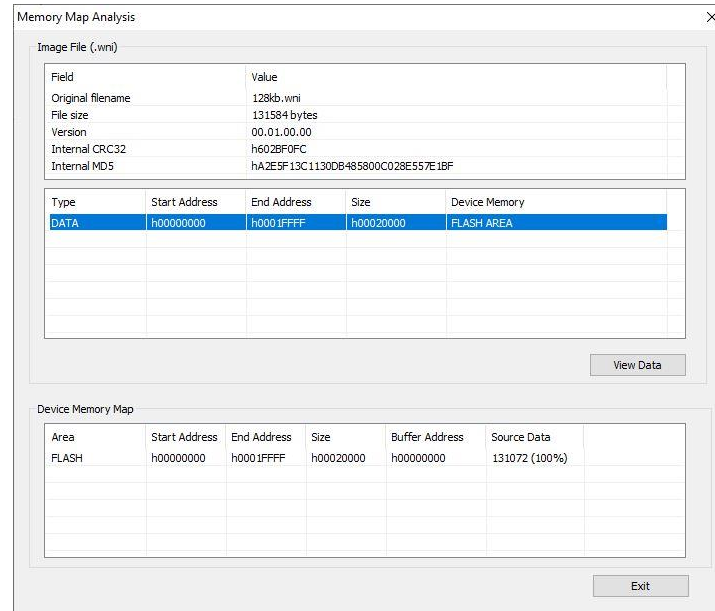 Memory Map Analysis
Image File (.wni)
Field Value
Original filename 128kb.wni
File size 131584 bytes
Version 00.01.00.00
Internal CRC32 h602BF0FC
Internal MD5 hA2E5F13C1130DB485800C028E557E1BF
Type Start Address End Address Size Device Memory
DATA h00000000 h0001FFFF h00020000 FLASH AREA
View Data
Device Memory Map
Area Start Address End Address Size Buffer Address Source Data
FLASH h00000000 h0001FFFF h00020000 h00000000 131072 (100%)
Exit